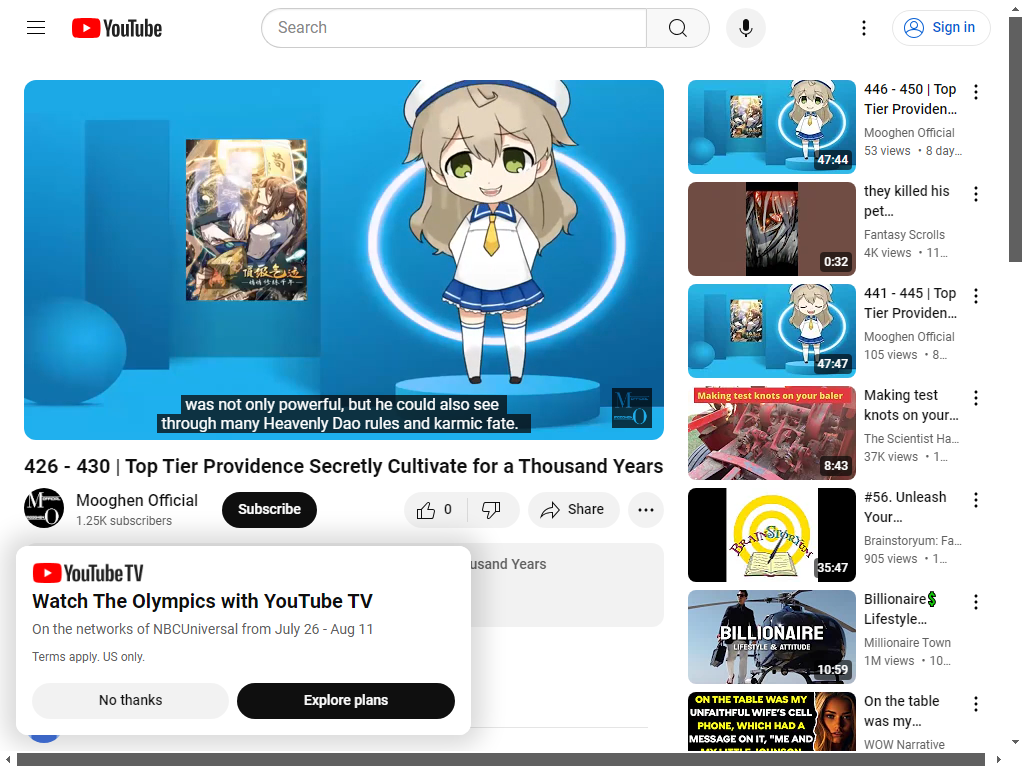 YouTube
Search
Sign in
was not only powerful, but he could also see
through many Heavenly Dao rules and karmic fate.
426 - 430 | Top Tier Providence Secretly Cultivate for a Thousand Years
Mooghen Official
1.25K subscribers
Subscribe
0
Share
usand Years
YouTube TV
Watch The Olympics with YouTube TV
On the networks of NBCUniversal from July 26 - Aug 11
Terms apply. US only.
No thanks
Explore plans
446 - 450 | Top
Tier Providen...
Mooghen Official
53 views • 8 day...
47:44
they killed his
pet...
Fantasy Scrolls
4K views • 11...
0:32
441 - 445 | Top
Tier Providen...
Mooghen Official
105 views • 8...
47:47
Making test knots on your baler
Making test
knots on your...
The Scientist Ha...
37K views • 1...
8:43
BRAINSTORYUM
#56. Unleash
Your...
Brainstoryum: Fa...
905 views • 1...
35:47
BILLIONAIRE
LIFESTYLE & ATTITUDE
Billionaire💲
Lifestyle...
Millionaire Town
1M views • 10...
10:59
ON THE TABLE WAS MY
UNFAITHFUL WIFE'S CELL
PHONE, WHICH HAD A
MESSAGE ON IT, "ME AND
On the table
was my...
WOW Narrative